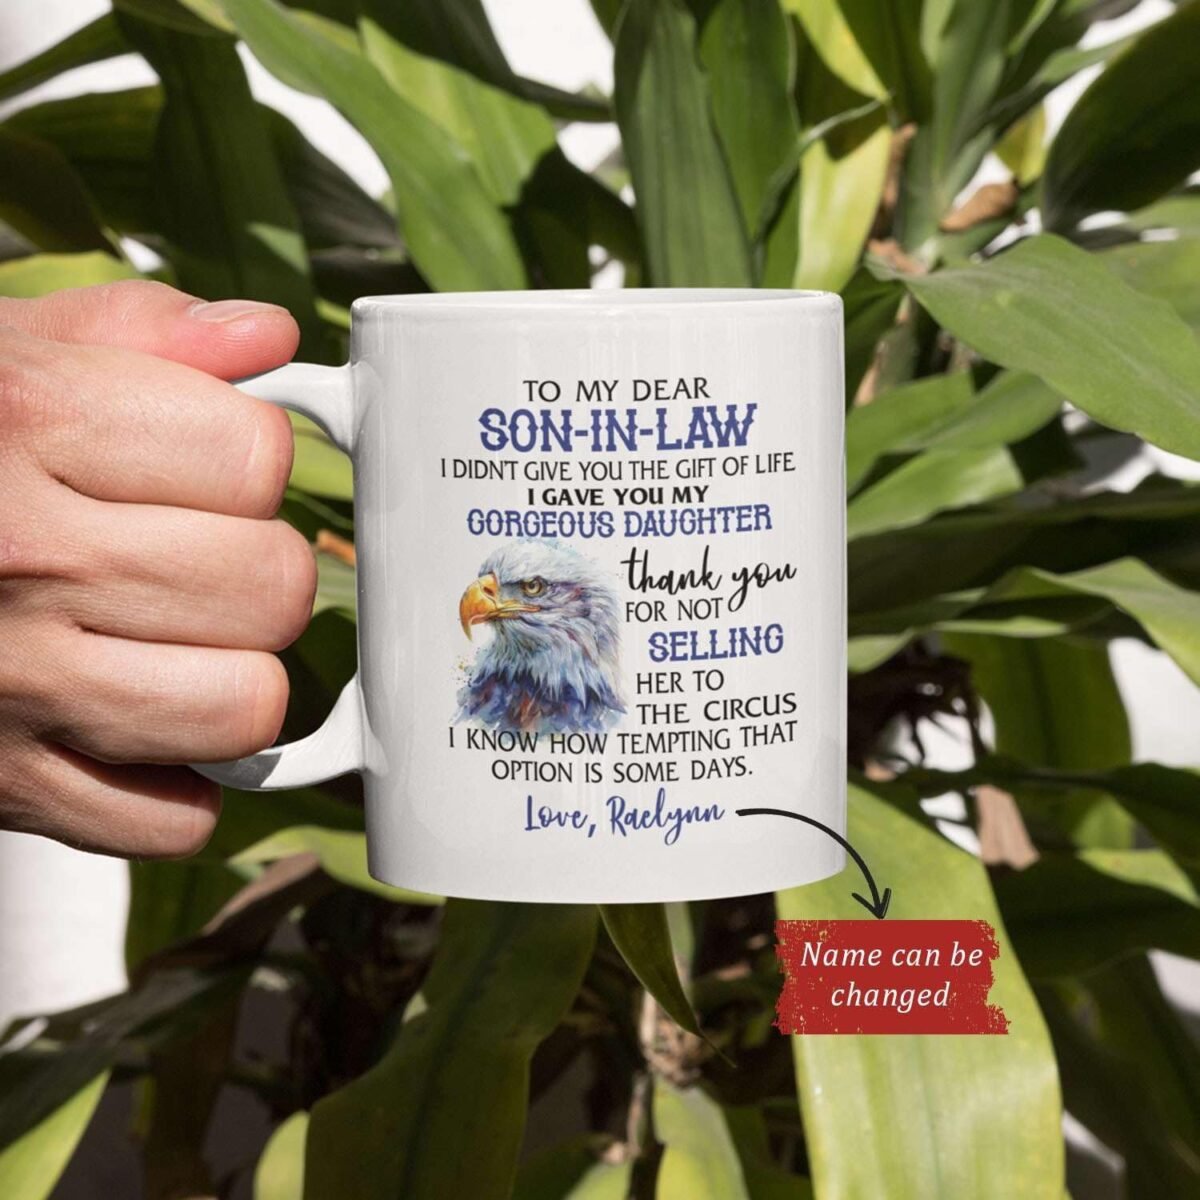 TO MY DEAR
SON-IN-LAW
I DIDN'T GIVE YOU THE GIFT OF LIFE
I GAVE YOU MY
GORGEOUS DAUGHTER
thank you
FOR NOT
SELLING
HER TO
THE CIRCUS
I KNOW HOW TEMPTING THAT
OPTION IS SOME DAYS.
Love, Raelynn
Name can be
changed